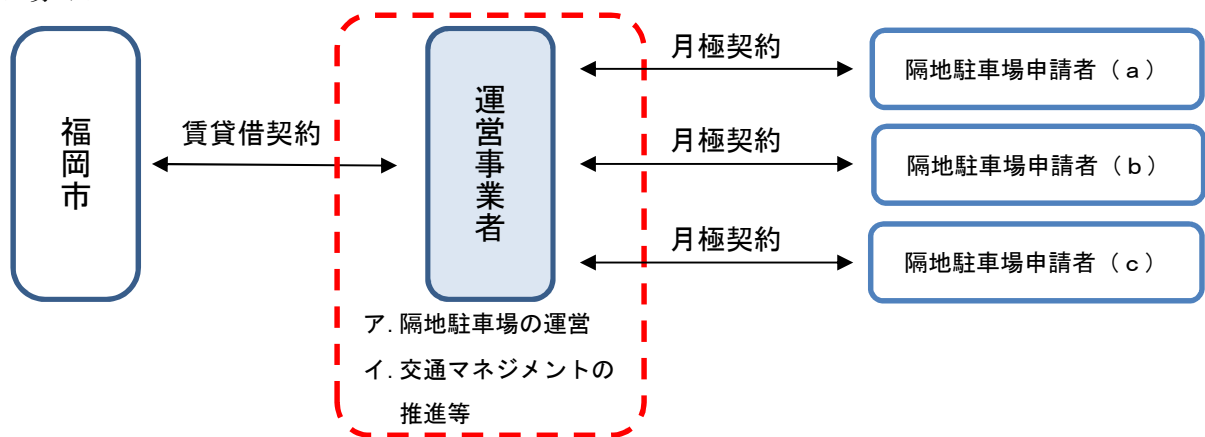 福岡市
賃貸借契約
運営事業者
月極契約
月極契約
月極契約
隔地駐車場申請者（ａ）
隔地駐車場申請者（ｂ）
隔地駐車場申請者（ｃ）
ア. 隔地駐車場の運営
イ. 交通マネジメントの
推進等